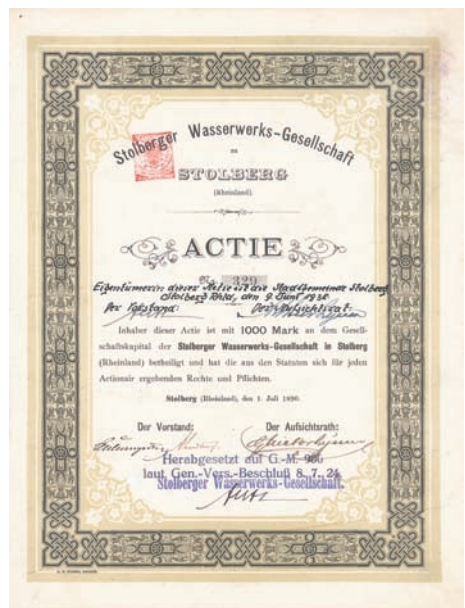 Stolberger Wasserwerks-Gesellschaft
zu
STOLBERG
(Rheinland).
ACTIE
No. 329
Eigentümerin dieser Aktie ist die Stadtgemeinde Stolberg
Stolberg Rhld, den 9. Juni 1938
Der Vorstand: Der Aufsichtsrat:
Inhaber dieser Actie ist mit 1000 Mark an dem Gesell-
schaftskapital der Stolberger Wasserwerks-Gesellschaft in Stolberg
(Rheinland) betheiligt und hat die aus den Statuten sich für jeden
Actionair ergebenden Rechte und Pflichten.
Stolberg (Rheinland), den 1. Juli 1890.
Der Vorstand: Der Aufsichtsrath:
Herabgesetzt auf G.-M. 900
laut Gen.-Vers.-Beschluß 8. 7. 24
Stolberger Wasserwerks-Gesellschaft.